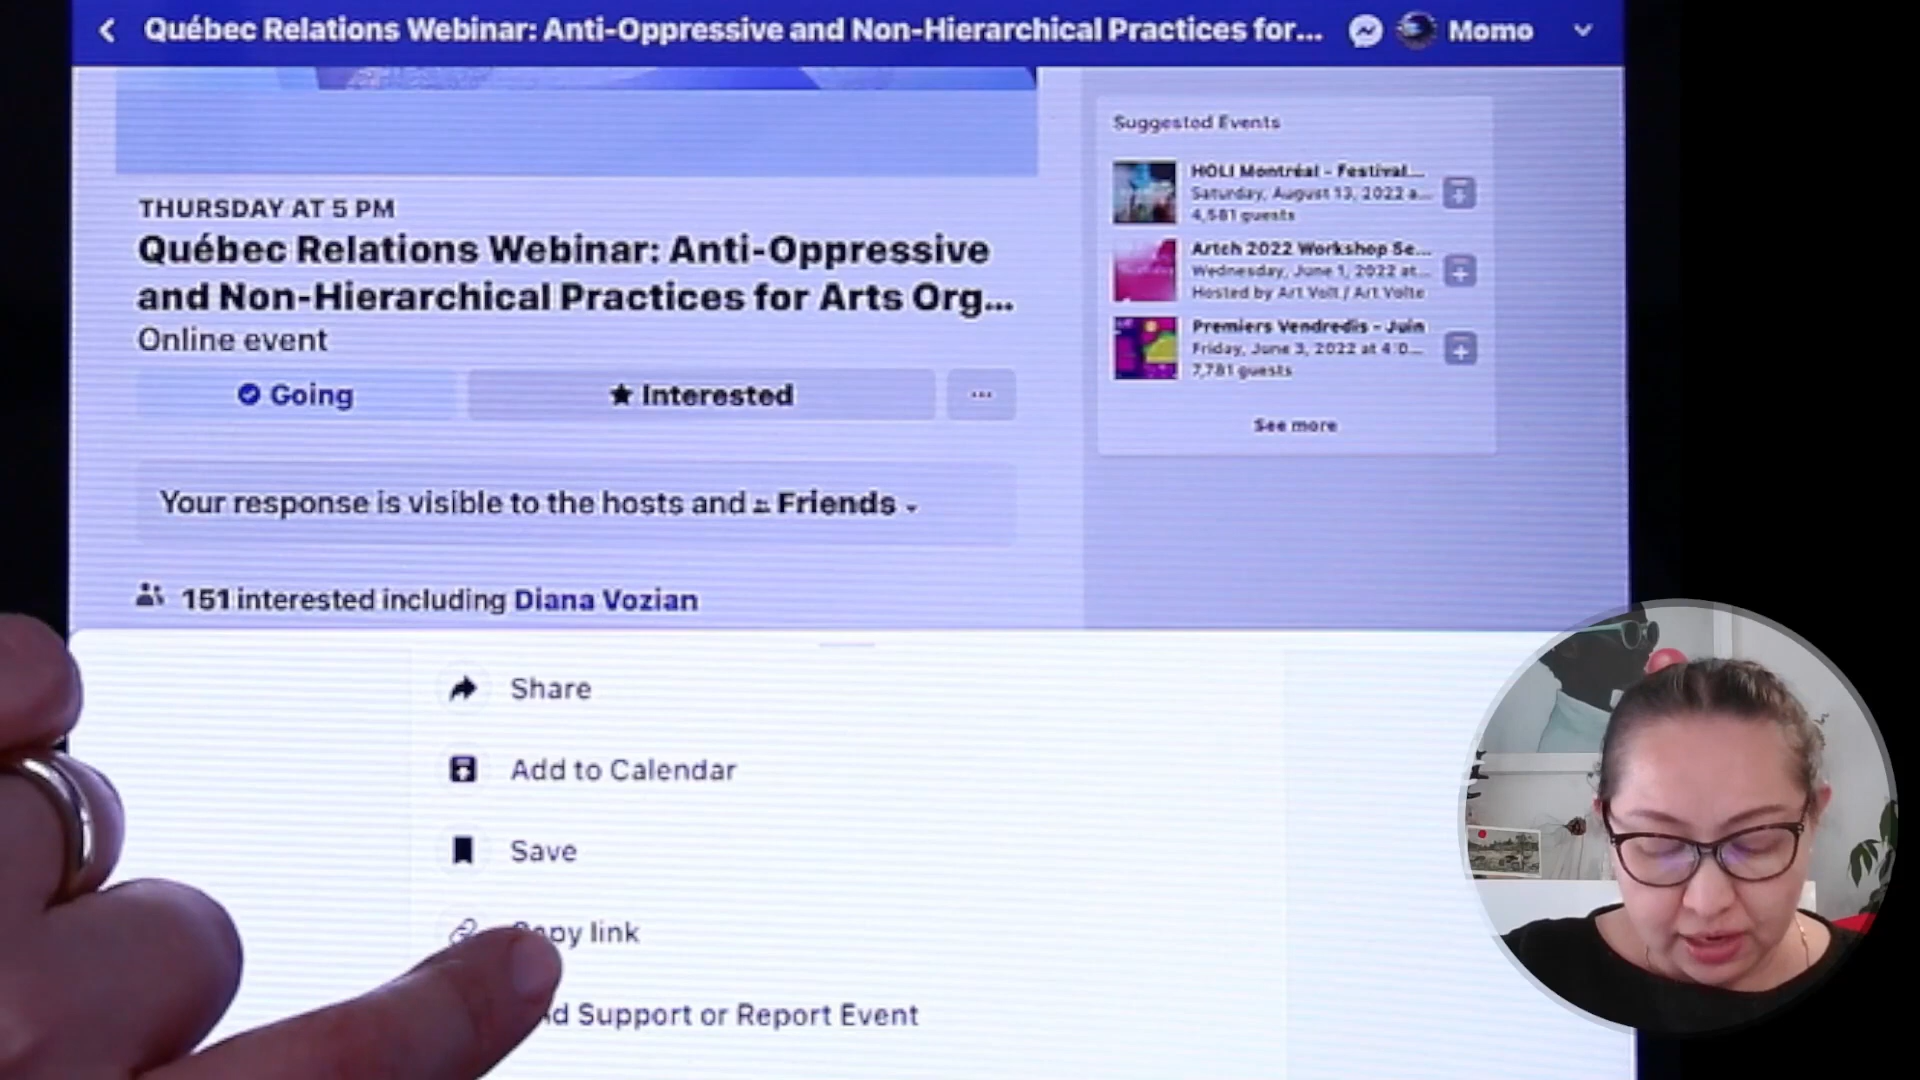 Québec Relations Webinar: Anti-Oppressive and Non-Hierarchical Practices for...
Momo
THURSDAY AT 5 PM
Québec Relations Webinar: Anti-Oppressive
and Non-Hierarchical Practices for Arts Org...
Online event
Going
Interested
Your response is visible to the hosts and Friends
151 interested including Diana Vozian
Suggested Events
HOLI Montréal - Festival...
Saturday, August 13, 2022 a...
4,581 guests
Artch 2022 Workshop Se...
Wednesday, June 1, 2022 at...
Hosted by Art Volt / Art Volte
Premiers Vendredis - Juin
Friday, June 3, 2022 at 4:0...
7,781 guests
See more
Share
Add to Calendar
Save
Copy link
Support or Report Event